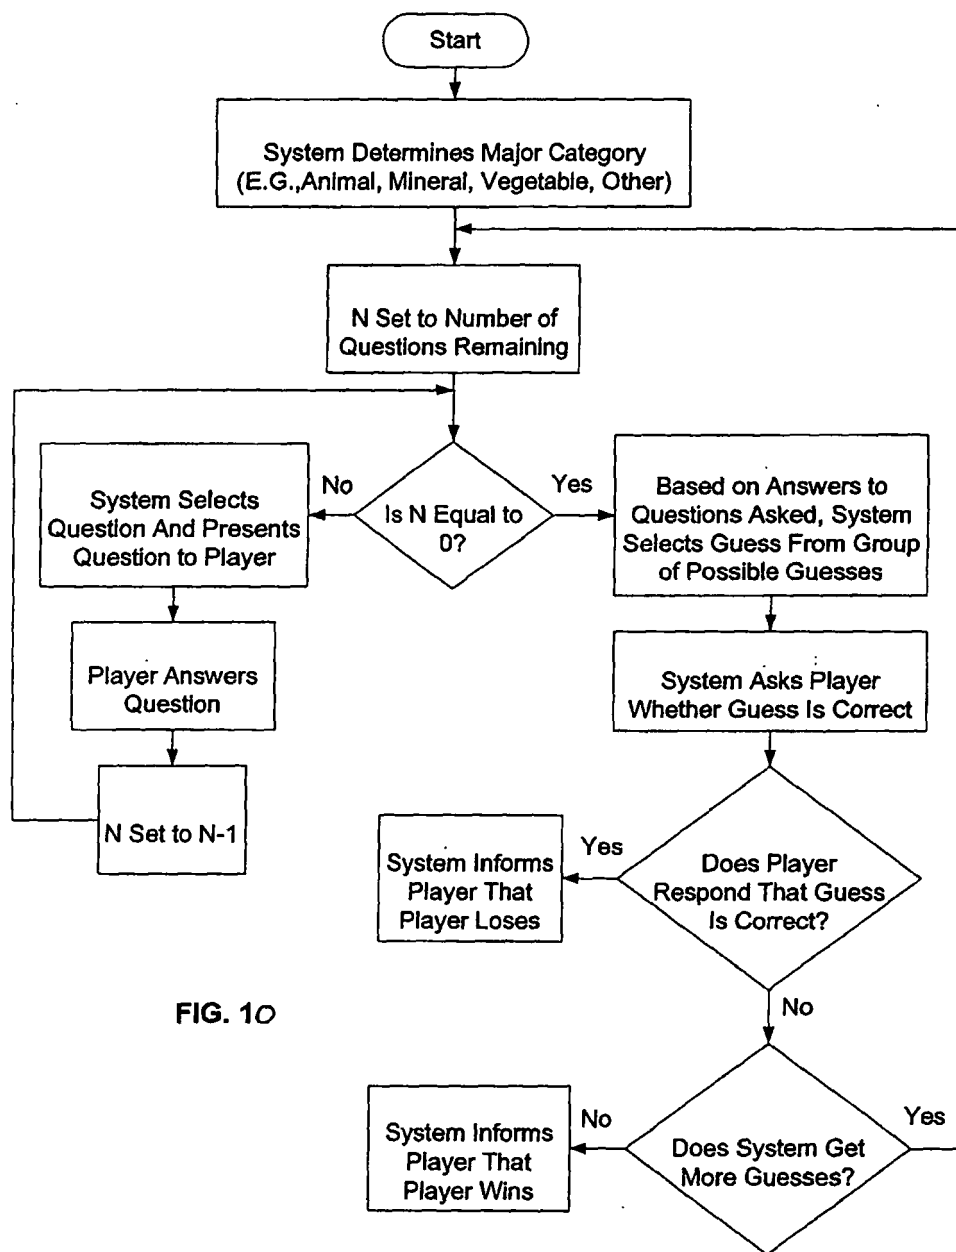 Start
System Determines Major Category
(E.G.,Animal, Mineral, Vegetable, Other)
N Set to Number of
Questions Remaining
Is N Equal to
0?
No
Yes
System Selects
Question And Presents
Question to Player
Player Answers
Question
N Set to N-1
Based on Answers to
Questions Asked, System
Selects Guess From Group
of Possible Guesses
System Asks Player
Whether Guess Is Correct
Does Player
Respond That Guess
Is Correct?
Yes
System Informs
Player That
Player Loses
No
Does System Get
More Guesses?
No
Yes
System Informs
Player That
Player Wins
FIG. 10